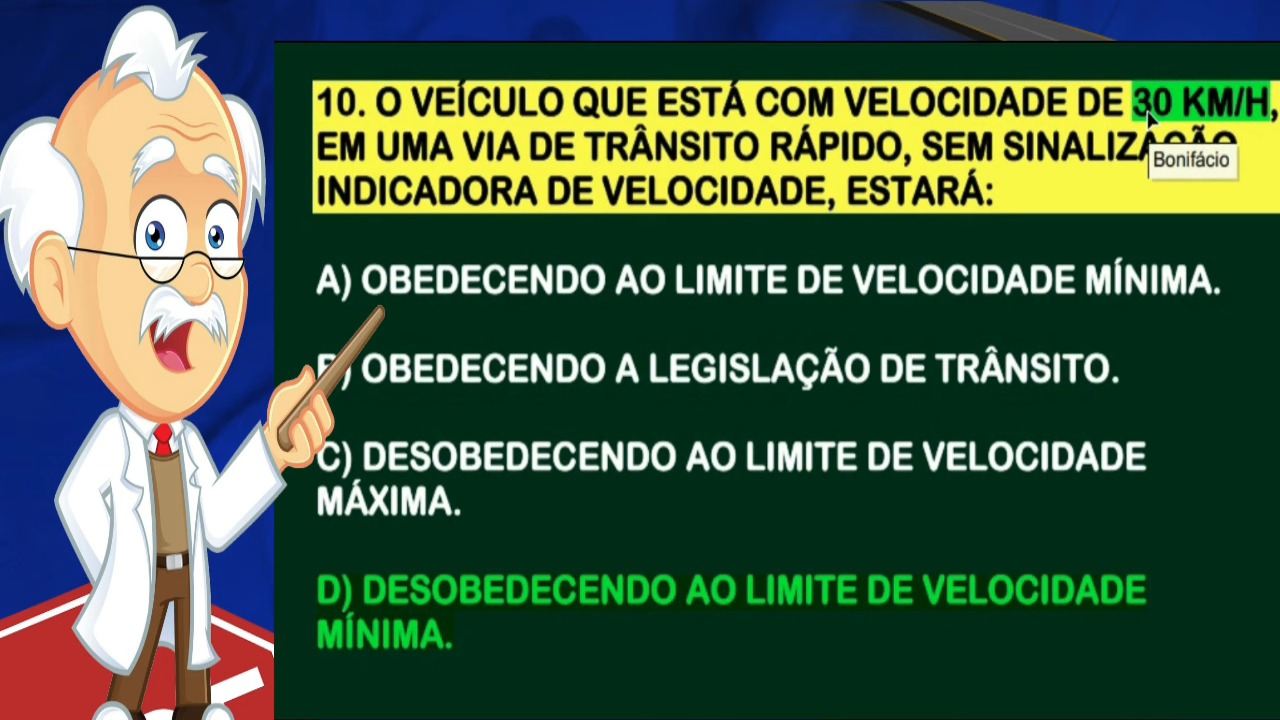 10. O VEÍCULO QUE ESTÁ COM VELOCIDADE DE 30 KM/H,
EM UMA VIA DE TRÂNSITO RÁPIDO, SEM SINALIZAÇÃO
Bonifácio
INDICADORA DE VELOCIDADE, ESTARÁ:
A) OBEDECENDO AO LIMITE DE VELOCIDADE MÍNIMA.
B) OBEDECENDO A LEGISLAÇÃO DE TRÂNSITO.
C) DESOBEDECENDO AO LIMITE DE VELOCIDADE
MÁXIMA.
D) DESOBEDECENDO AO LIMITE DE VELOCIDADE
MÍNIMA.